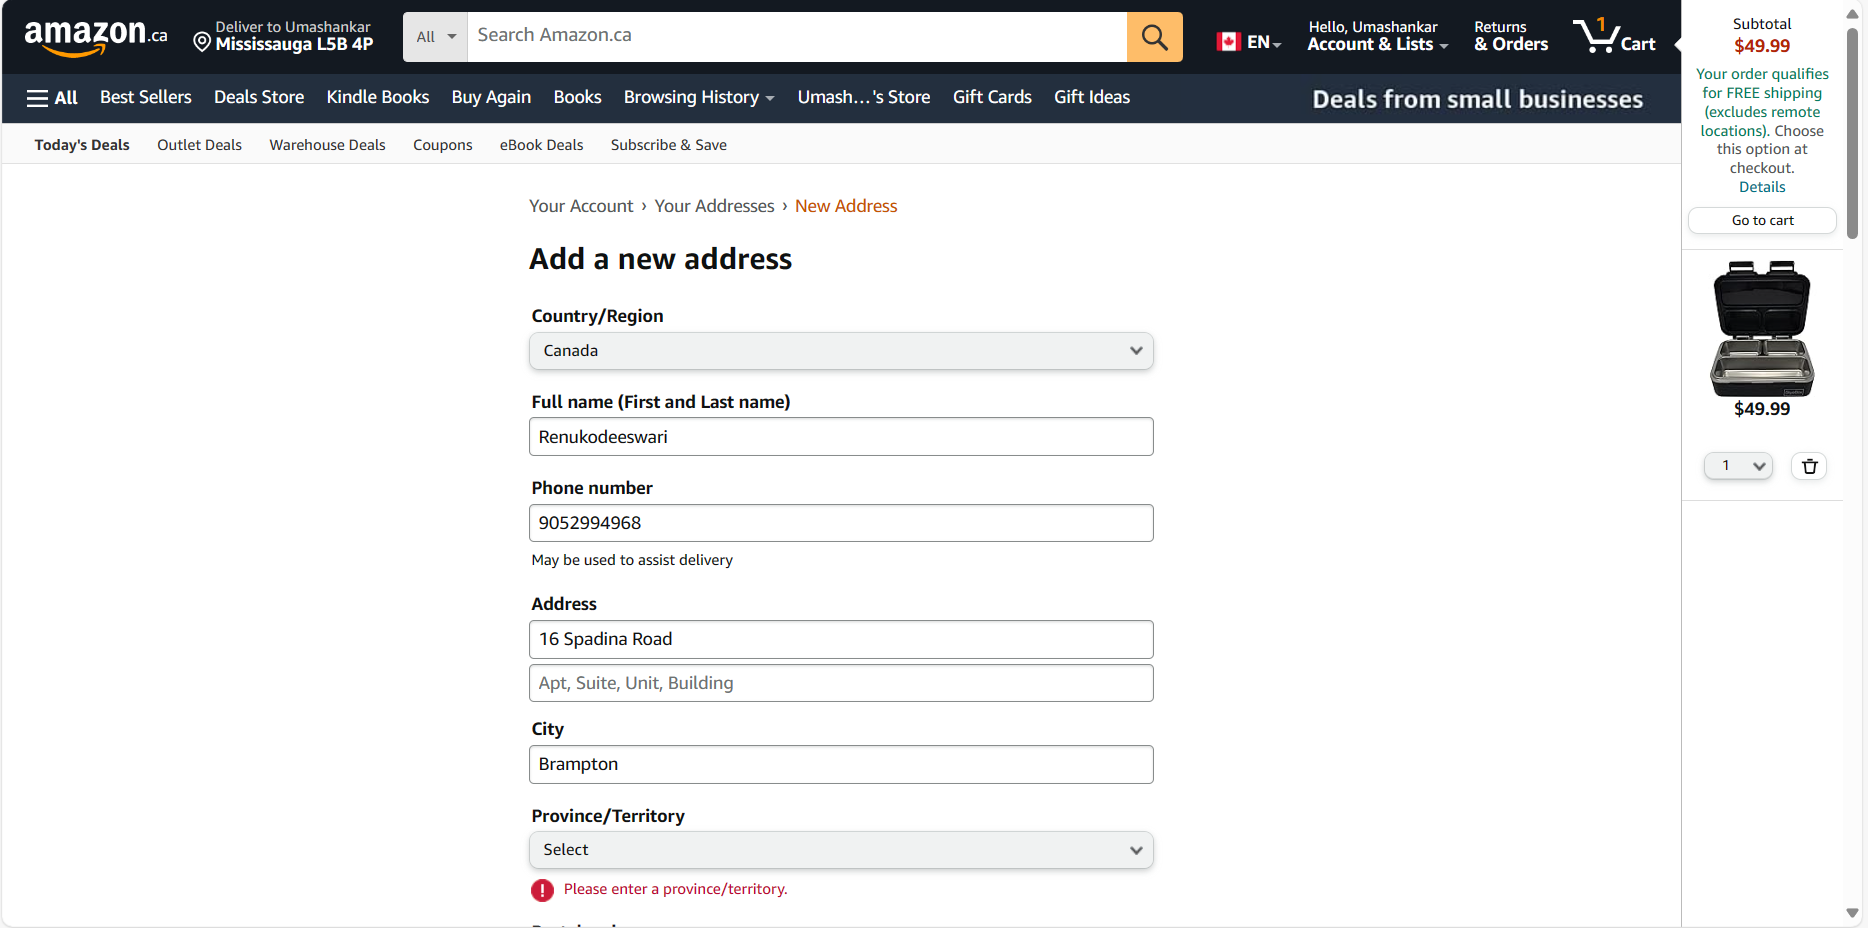 amazon.ca
Deliver to Umashankar
Mississauga L5B 4P
All
Search Amazon.ca
EN
Hello, Umashankar
Account & Lists
Returns
& Orders
1
Cart
All
Best Sellers
Deals Store
Kindle Books
Buy Again
Books
Browsing History
Umash...'s Store
Gift Cards
Gift Ideas
Deals from small businesses
Today's Deals
Outlet Deals
Warehouse Deals
Coupons
eBook Deals
Subscribe & Save
Your Account › Your Addresses › New Address
Add a new address
Country/Region
Canada
Full name (First and Last name)
Renukodeeswari
Phone number
9052994968
May be used to assist delivery
Address
16 Spadina Road
Apt, Suite, Unit, Building
City
Brampton
Province/Territory
Select
Please enter a province/territory.
Subtotal
$49.99
Your order qualifies
for FREE shipping
(excludes remote
locations). Choose
this option at
checkout.
Details
Go to cart
$49.99
1